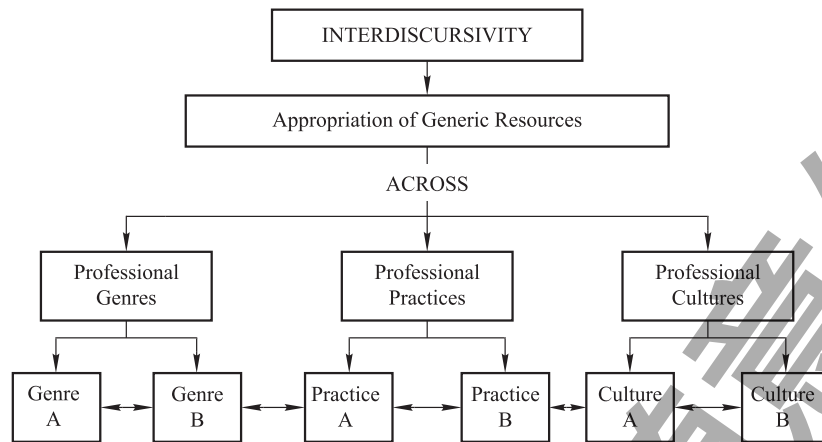 INTERDISCURSIVITY
Appropriation of Generic Resources
ACROSS
Professional
Genres
Professional
Practices
Professional
Cultures
Genre
A
Genre
B
Practice
A
Practice
B
Culture
A
Culture
B